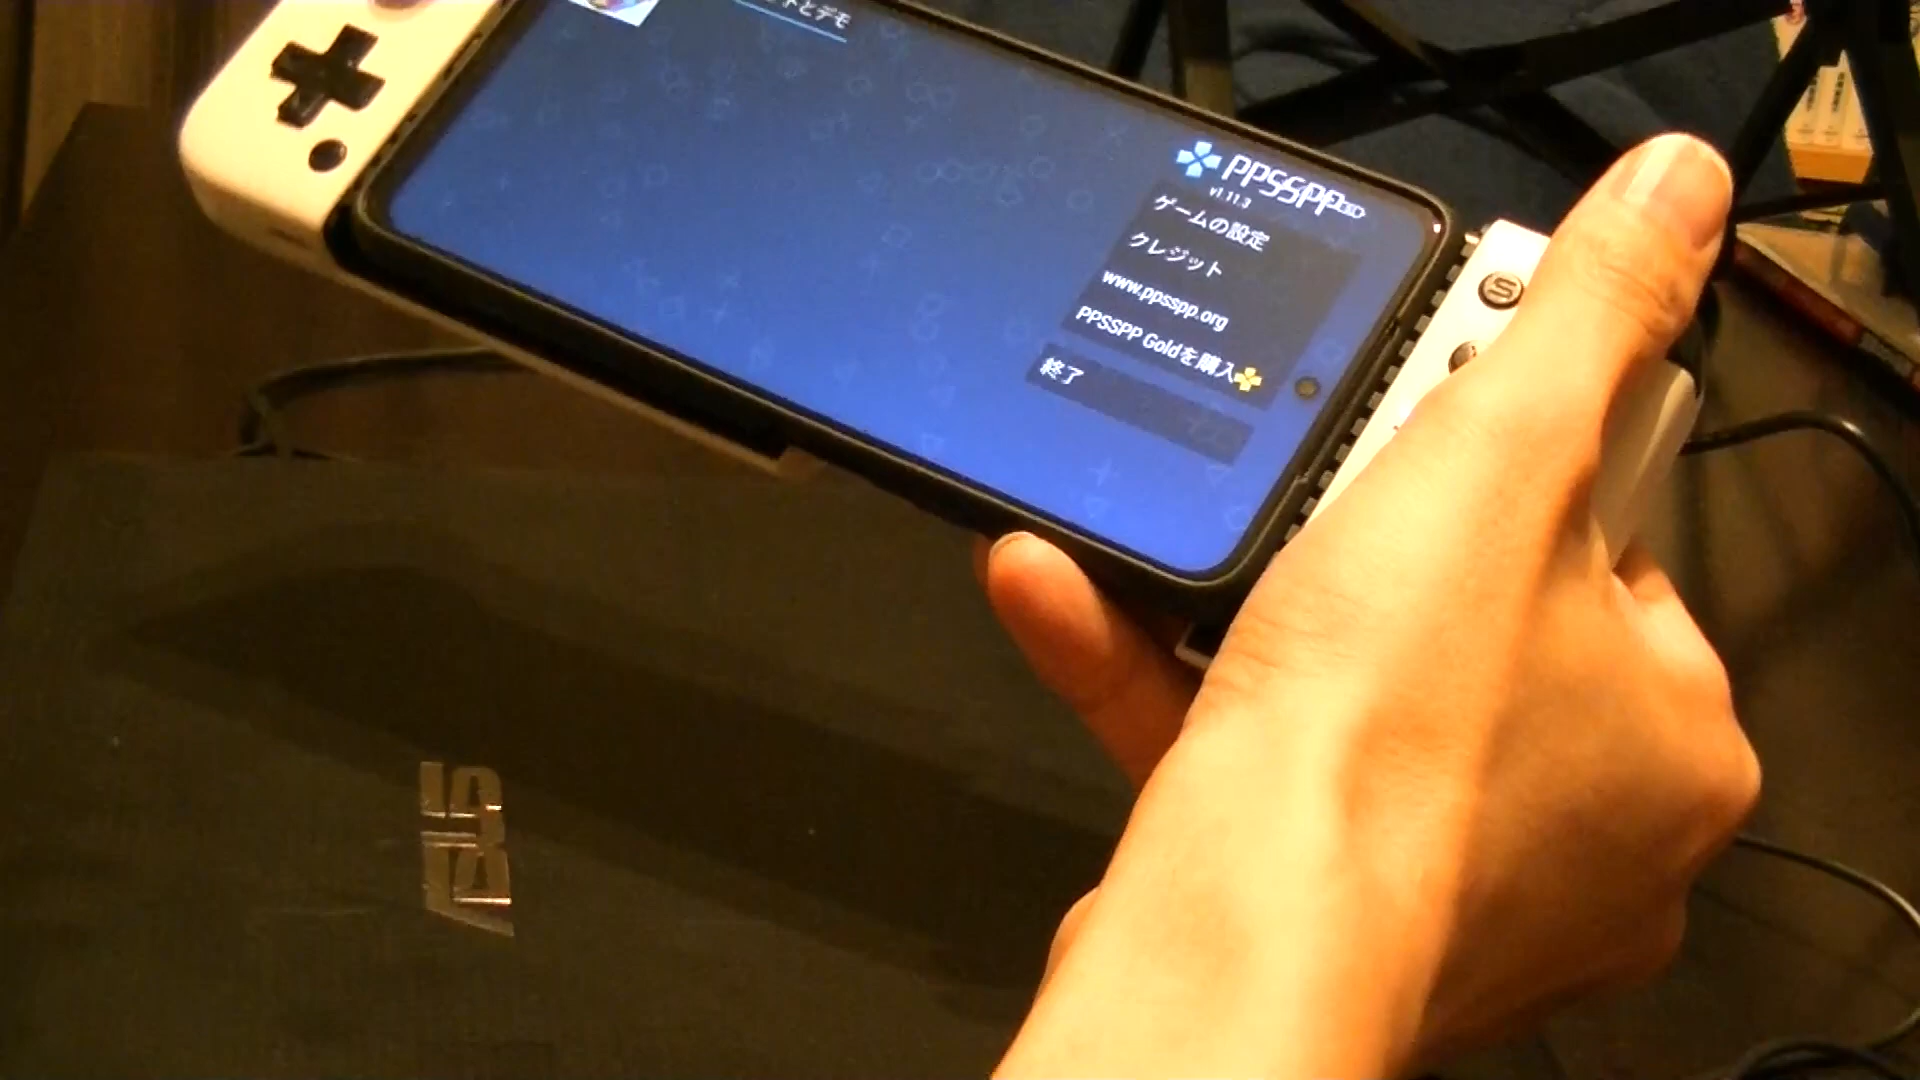 とデモ
PPSSPP
v1.11.3
ゲームの設定
クレジット
www.ppsspp.org
PPSSPP Goldを購入
終了
S